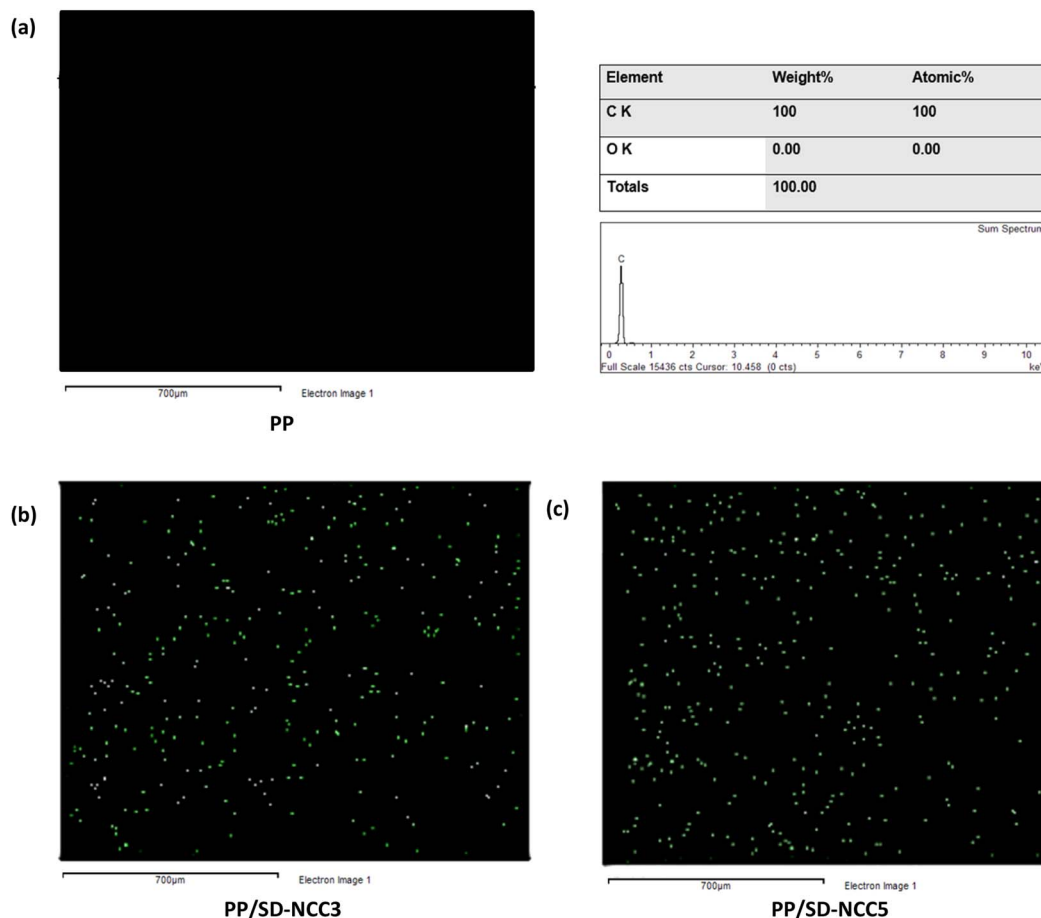 (a)
Element Weight% Atomic%
C K 100 100
O K 0.00 0.00
Totals 100.00
Sum Spectrum
C
0 1 2 3 4 5 6 7 8 9 10
Full Scale 15436 cts Cursor: 10.458 (0 cts)
700µm Electron Image 1
PP
(b)
(c)
700µm Electron Image 1
700µm Electron Image 1
PP/SD-NCC3
PP/SD-NCC5